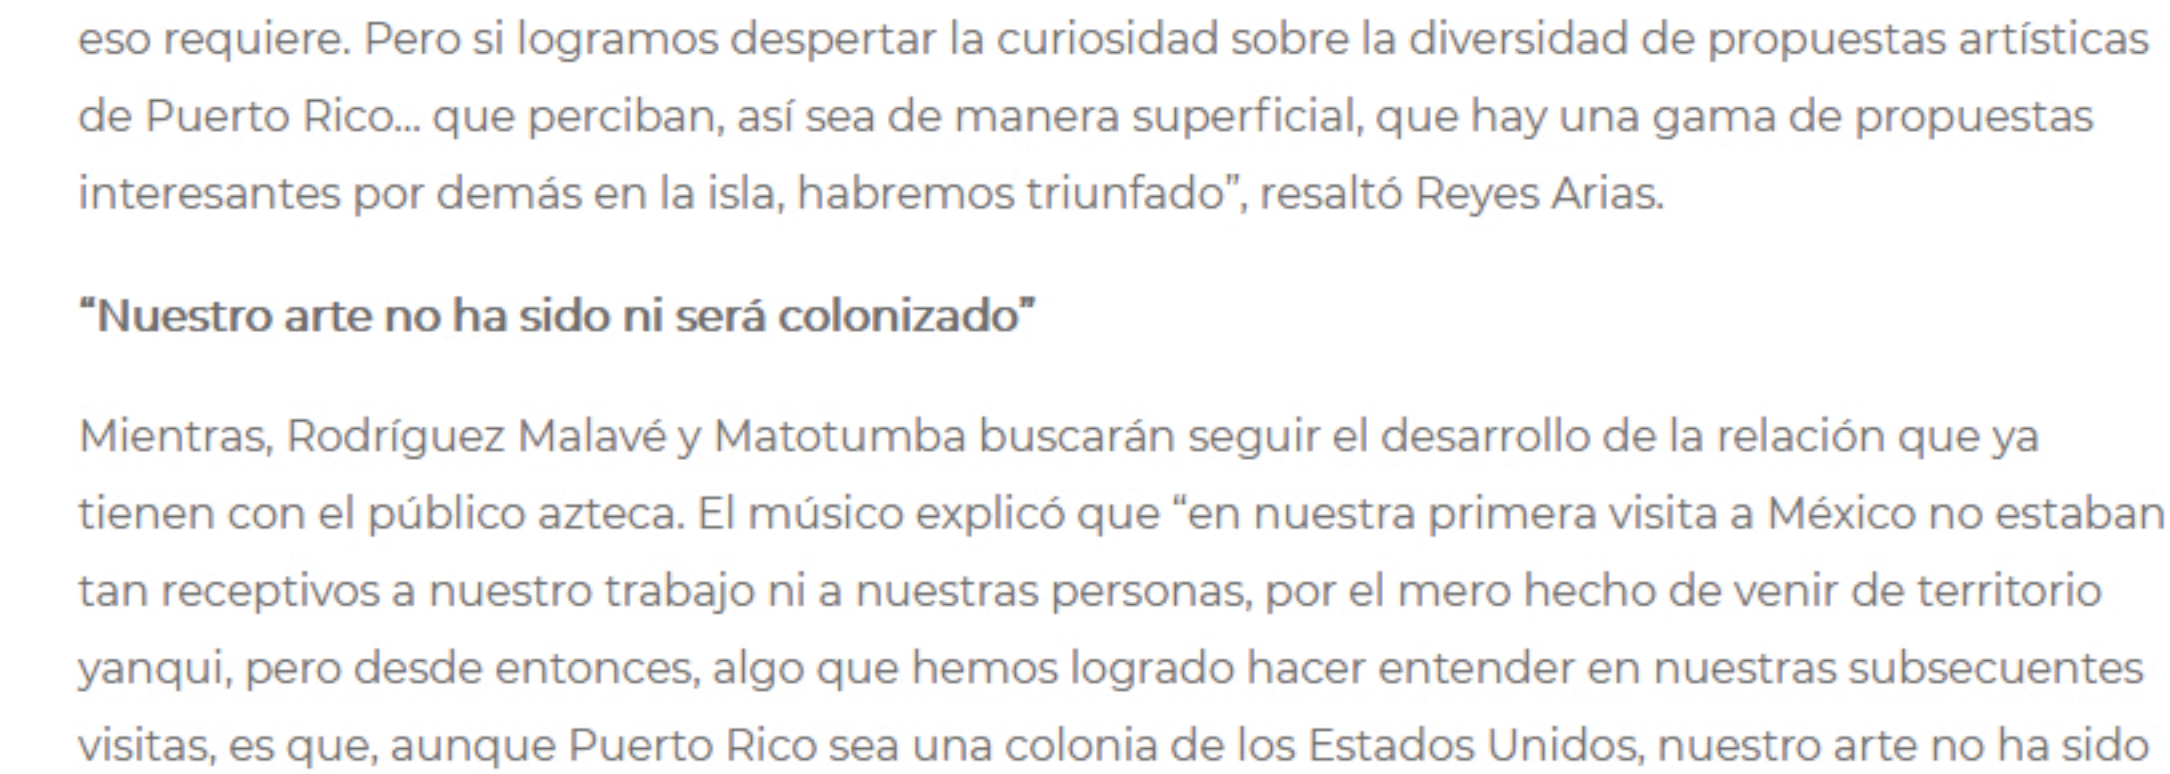 eso requiere. Pero si logramos despertar la curiosidad sobre la diversidad de propuestas artísticas
de Puerto Rico... que perciban, así sea de manera superficial, que hay una gama de propuestas
interesantes por demás en la isla, habremos triunfado”, resaltó Reyes Arias.
“Nuestro arte no ha sido ni será colonizado”
Mientras, Rodríguez Malavé y Matotumba buscarán seguir el desarrollo de la relación que ya
tienen con el público azteca. El músico explicó que “en nuestra primera visita a México no estaban
tan receptivos a nuestro trabajo ni a nuestras personas, por el mero hecho de venir de territorio
yanqui, pero desde entonces, algo que hemos logrado hacer entender en nuestras subsecuentes
visitas, es que, aunque Puerto Rico sea una colonia de los Estados Unidos, nuestro arte no ha sido